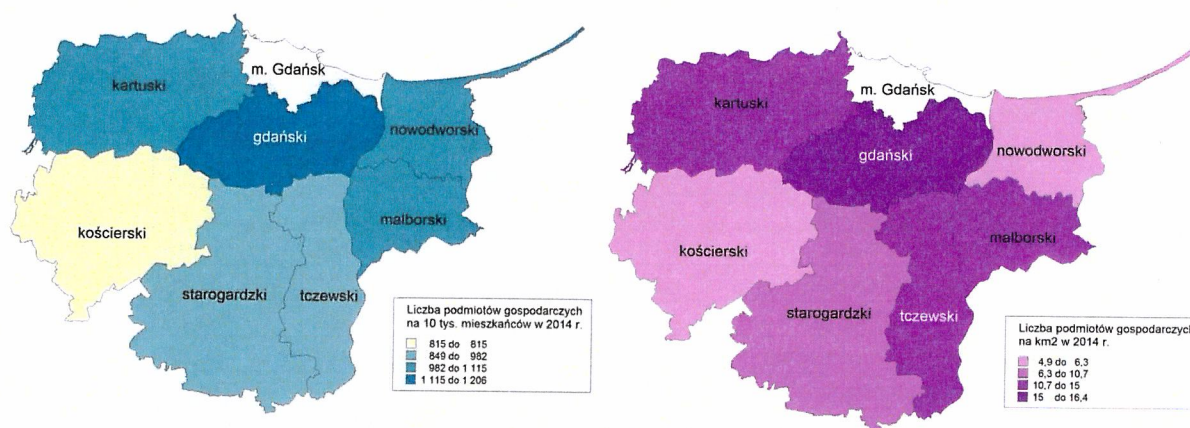 m. Gdańsk
kartuski
gdański
nowodworski
kościerski
malborski
starogardzki
tczewski
Liczba podmiotów gospodarczych
na 10 tys. mieszkańców w 2014 r.
815 do 815
849 do 982
982 do 1 115
1 115 do 1 206
m. Gdańsk
kartuski
gdański
nowodworski
kościerski
malborski
starogardzki
tczewski
Liczba podmiotów gospodarczych
na km2 w 2014 r.
4,9 do 6,3
6,3 do 10,7
10,7 do 15
15 do 16,4